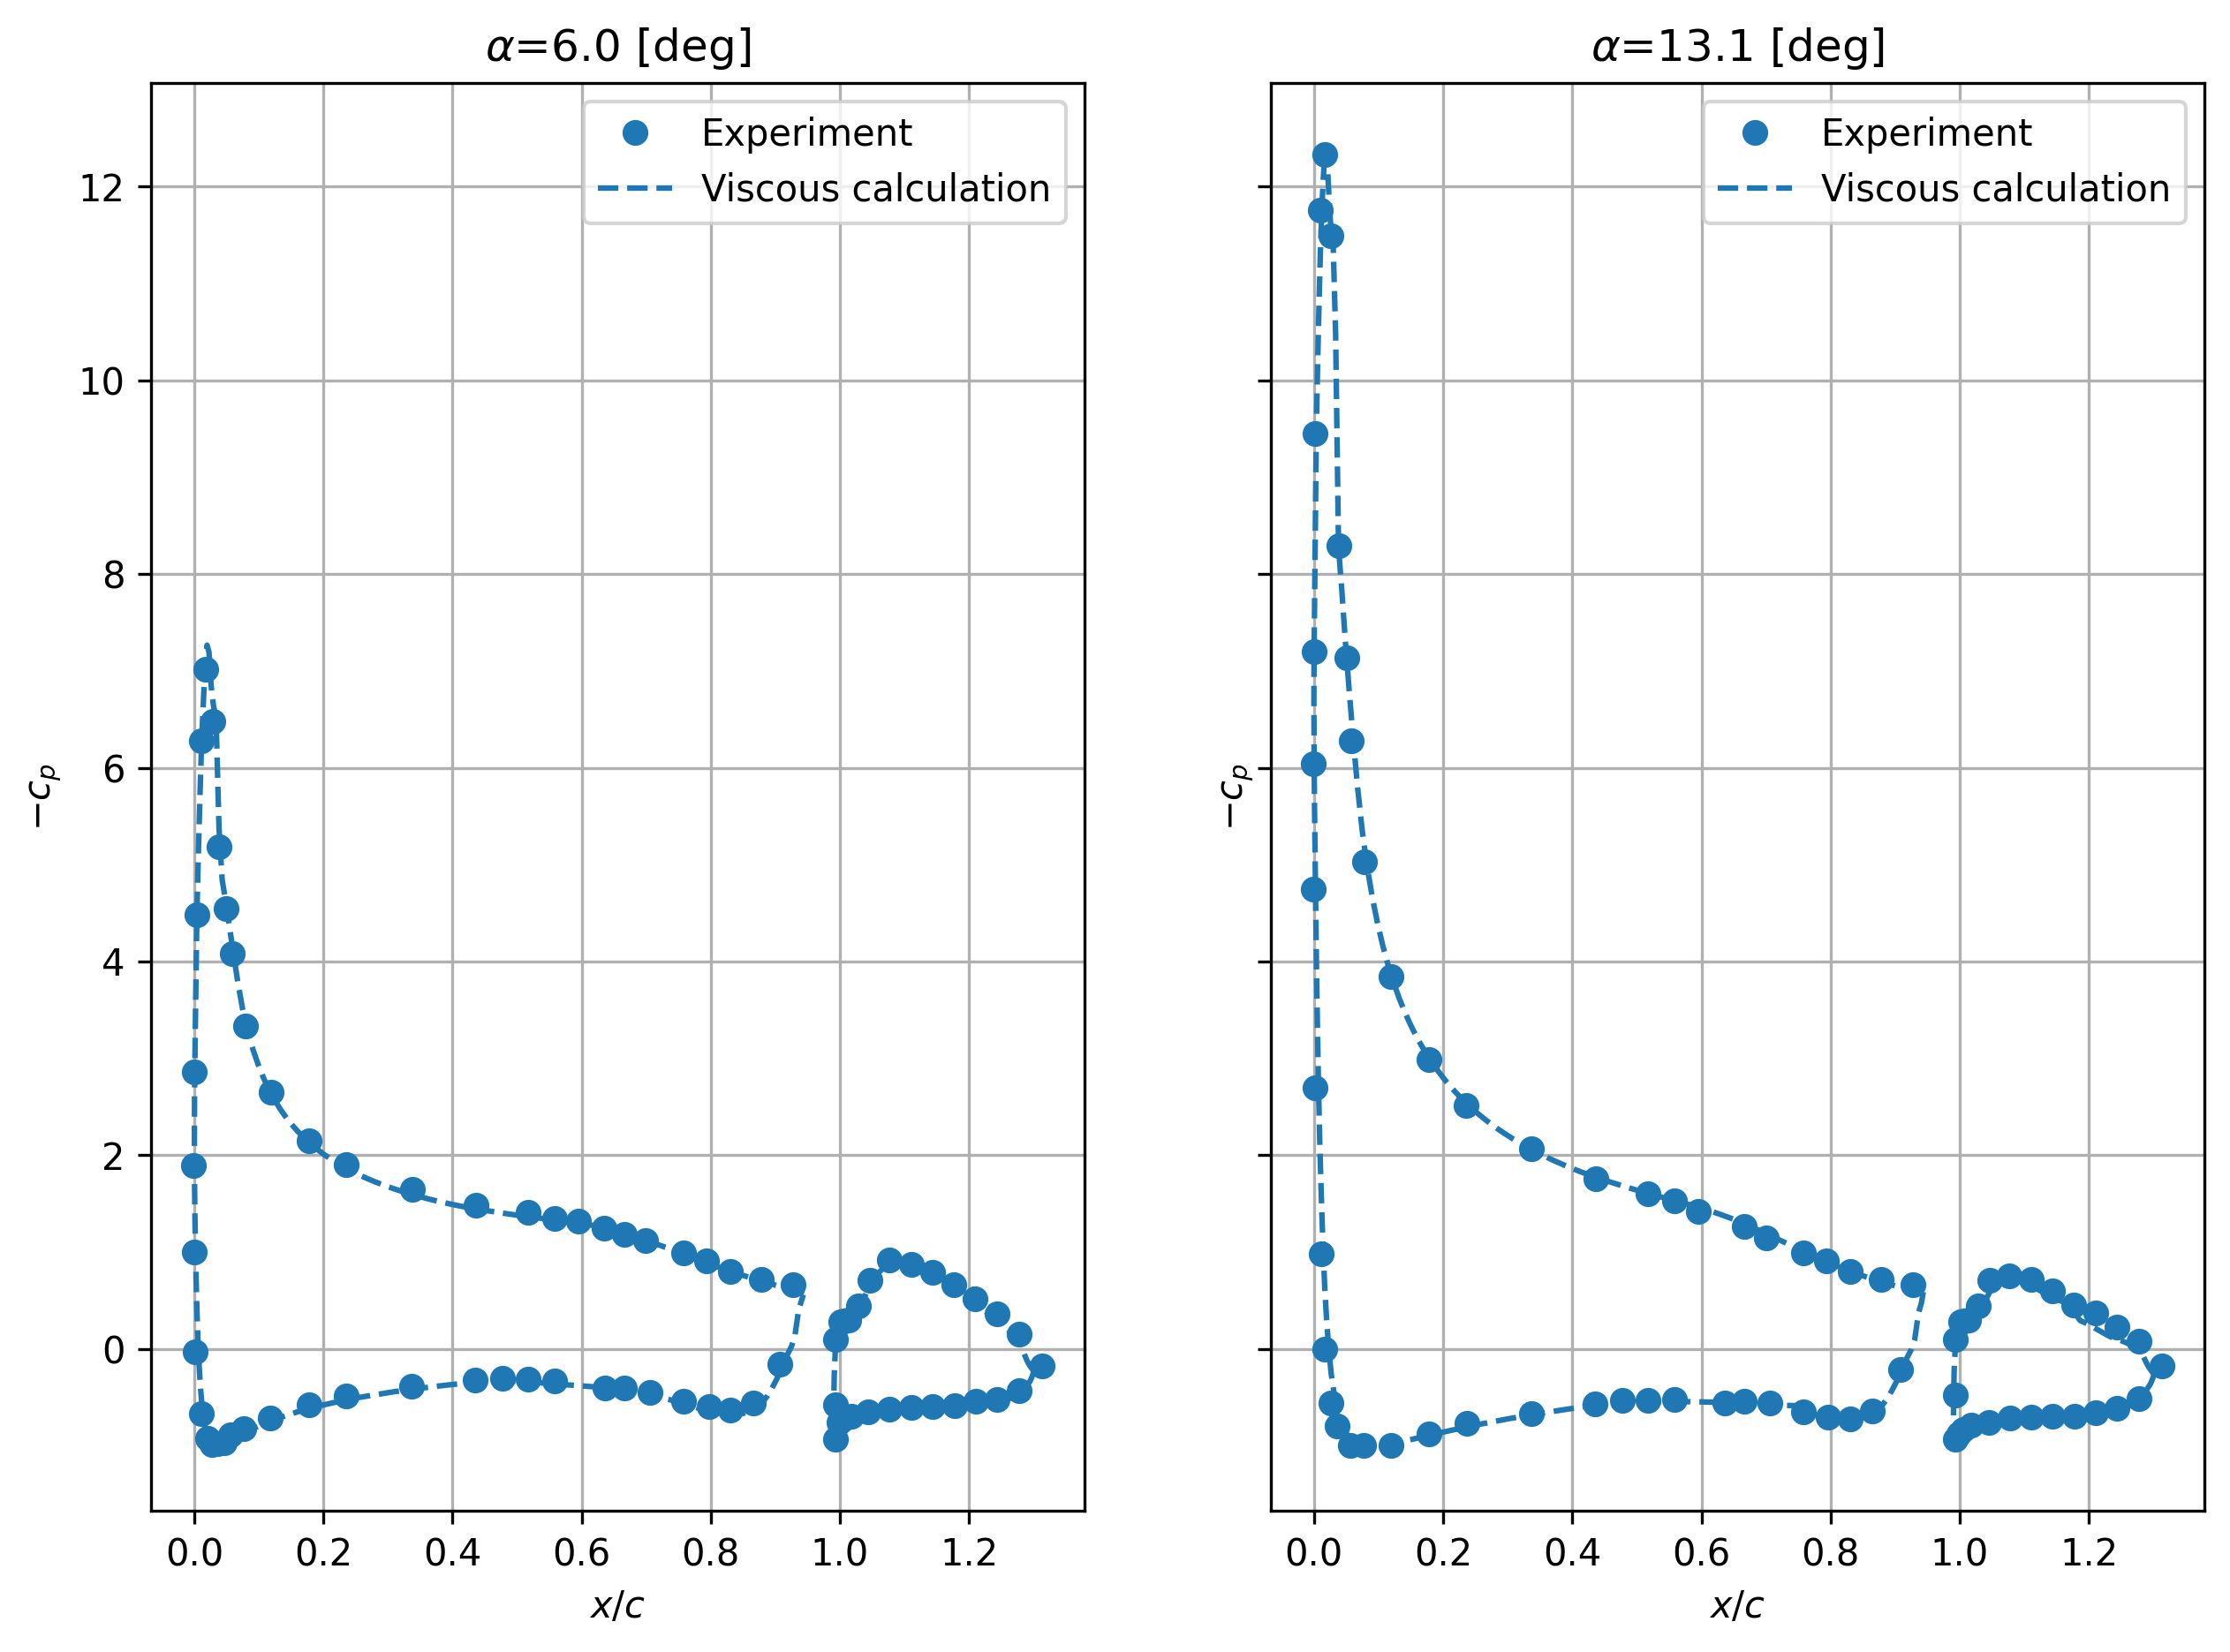 α=6.0 [deg]
Experiment
Viscous calculation
12
10
8
6
4
2
0
−cₚ
0.0 0.2 0.4 0.6 0.8 1.0 1.2
x/c
α=13.1 [deg]
Experiment
Viscous calculation
−cₚ
0.0 0.2 0.4 0.6 0.8 1.0 1.2
x/c